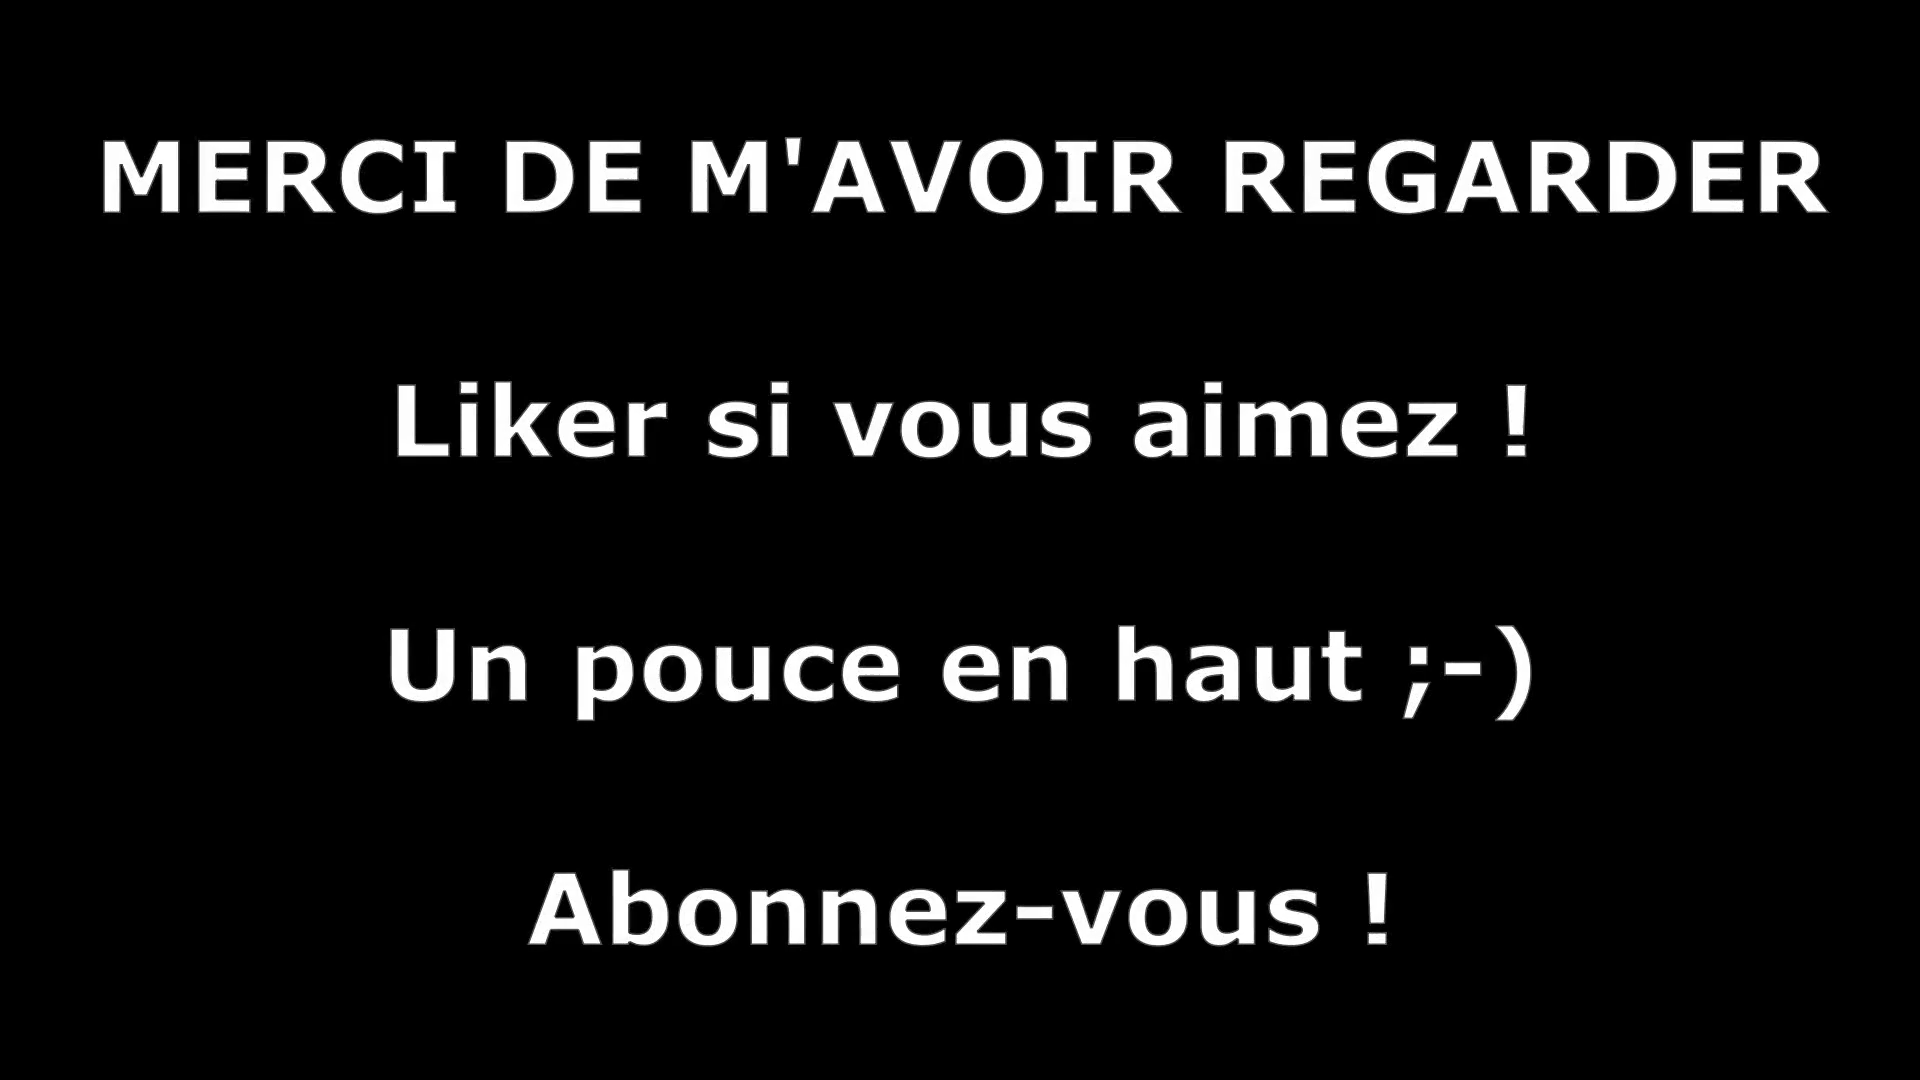 MERCI DE M'AVOIR REGARDER
Liker si vous aimez !
Un pouce en haut ;-)
Abonnez-vous !